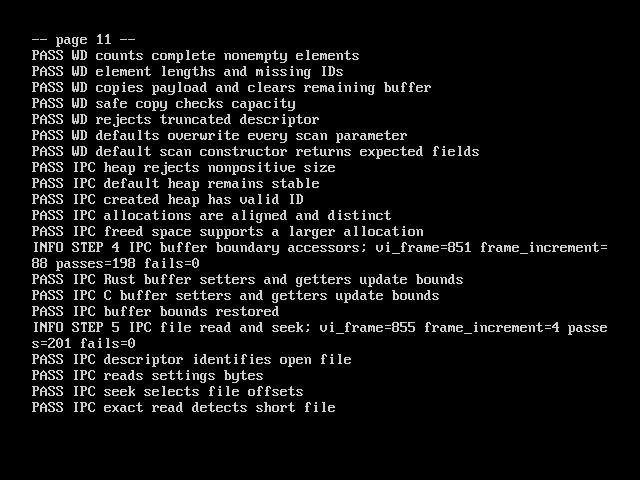 -- page 11 --
PASS WD counts complete nonempty elements
PASS WD element lengths and missing IDs
PASS WD copies payload and clears remaining buffer
PASS WD safe copy checks capacity
PASS WD rejects truncated descriptor
PASS WD defaults overwrite every scan parameter
PASS WD default scan constructor returns expected fields
PASS IPC heap rejects nonpositive size
PASS IPC default heap remains stable
PASS IPC created heap has valid ID
PASS IPC allocations are aligned and distinct
PASS IPC freed space supports a larger allocation
INFO STEP 4 IPC buffer boundary accessors; vi_frame=851 frame_increment=
88 passes=198 fails=0
PASS IPC Rust buffer setters and getters update bounds
PASS IPC C buffer setters and getters update bounds
PASS IPC buffer bounds restored
INFO STEP 5 IPC file read and seek; vi_frame=855 frame_increment=4 passe
s=201 fails=0
PASS IPC descriptor identifies open file
PASS IPC reads settings bytes
PASS IPC seek selects file offsets
PASS IPC exact read detects short file